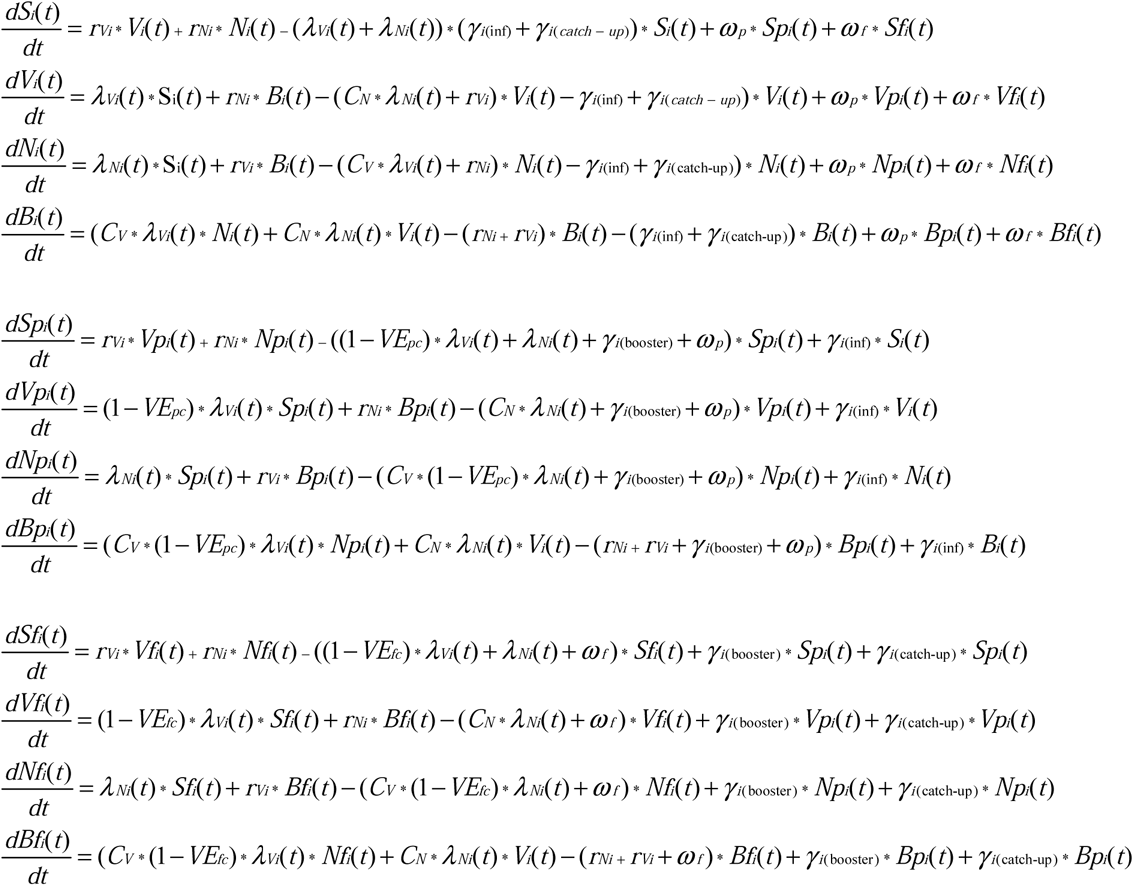 dSi(t)/dt = rVi * Vi(t) + rNi * Ni(t) − (λVi(t) + λNi(t)) * (γi(inf) + γi(catch − up)) * Si(t) + ωp * Spi(t) + ωf * Sfi(t)
dVi(t)/dt = λVi(t) * Si(t) + rNi * Bi(t) − (CN * λNi(t) + rVi) * Vi(t) − γi(inf) + γi(catch − up)) * Vi(t) + ωp * Vpi(t) + ωf * Vfi(t)
dNi(t)/dt = λNi(t) * Si(t) + rVi * Bi(t) − (CV * λVi(t) + rNi) * Ni(t) − γi(inf) + γi(catch-up)) * Ni(t) + ωp * Npi(t) + ωf * Nfi(t)
dBi(t)/dt = (CV * λVi(t) * Ni(t) + CN * λNi(t) * Vi(t) − (rNi + rVi) * Bi(t) − (γi(inf) + γi(catch-up)) * Bi(t) + ωp * Bpi(t) + ωf * Bfi(t)
dSpi(t)/dt = rVi * Vpi(t) + rNi * Npi(t) − ((1 − VEpc) * λVi(t) + λNi(t) + γi(booster) + ωp) * Spi(t) + γi(inf) * Si(t)
dVpi(t)/dt = (1 − VEpc) * λVi(t) * Spi(t) + rNi * Bpi(t) − (CN * λNi(t) + γi(booster) + ωp) * Vpi(t) + γi(inf) * Vi(t)
dNpi(t)/dt = λNi(t) * Spi(t) + rVi * Bpi(t) − (CV * (1 − VEpc) * λNi(t) + γi(booster) + ωp) * Npi(t) + γi(inf) * Ni(t)
dBpi(t)/dt = (CV * (1 − VEpc) * λVi(t) * Npi(t) + CN * λNi(t) * Vi(t) − (rNi + rVi + γi(booster) + ωp) * Bpi(t) + γi(inf) * Bi(t)
dSfi(t)/dt = rVi * Vfi(t) + rNi * Nfi(t) − ((1 − VEfc) * λVi(t) + λNi(t) + ωf) * Sfi(t) + γi(booster) * Spi(t) + γi(catch-up) * Spi(t)
dVfi(t)/dt = (1 − VEfc) * λVi(t) * Sfi(t) + rNi * Bfi(t) − (CN * λNi(t) + ωf) * Vfi(t) + γi(booster) * Vpi(t) + γi(catch-up) * Vpi(t)
dNfi(t)/dt = λNi(t) * Sfi(t) + rVi * Bfi(t) − (CV * (1 − VEfc) * λNi(t) + ωf) * Nfi(t) + γi(booster) * Npi(t) + γi(catch-up) * Npi(t)
dBfi(t)/dt = (CV * (1 − VEfc) * λVi(t) * Nfi(t) + CN * λNi(t) * Vi(t) − (rNi + rVi + ωf) * Bfi(t) + γi(booster) * Bpi(t) + γi(catch-up) * Bpi(t)